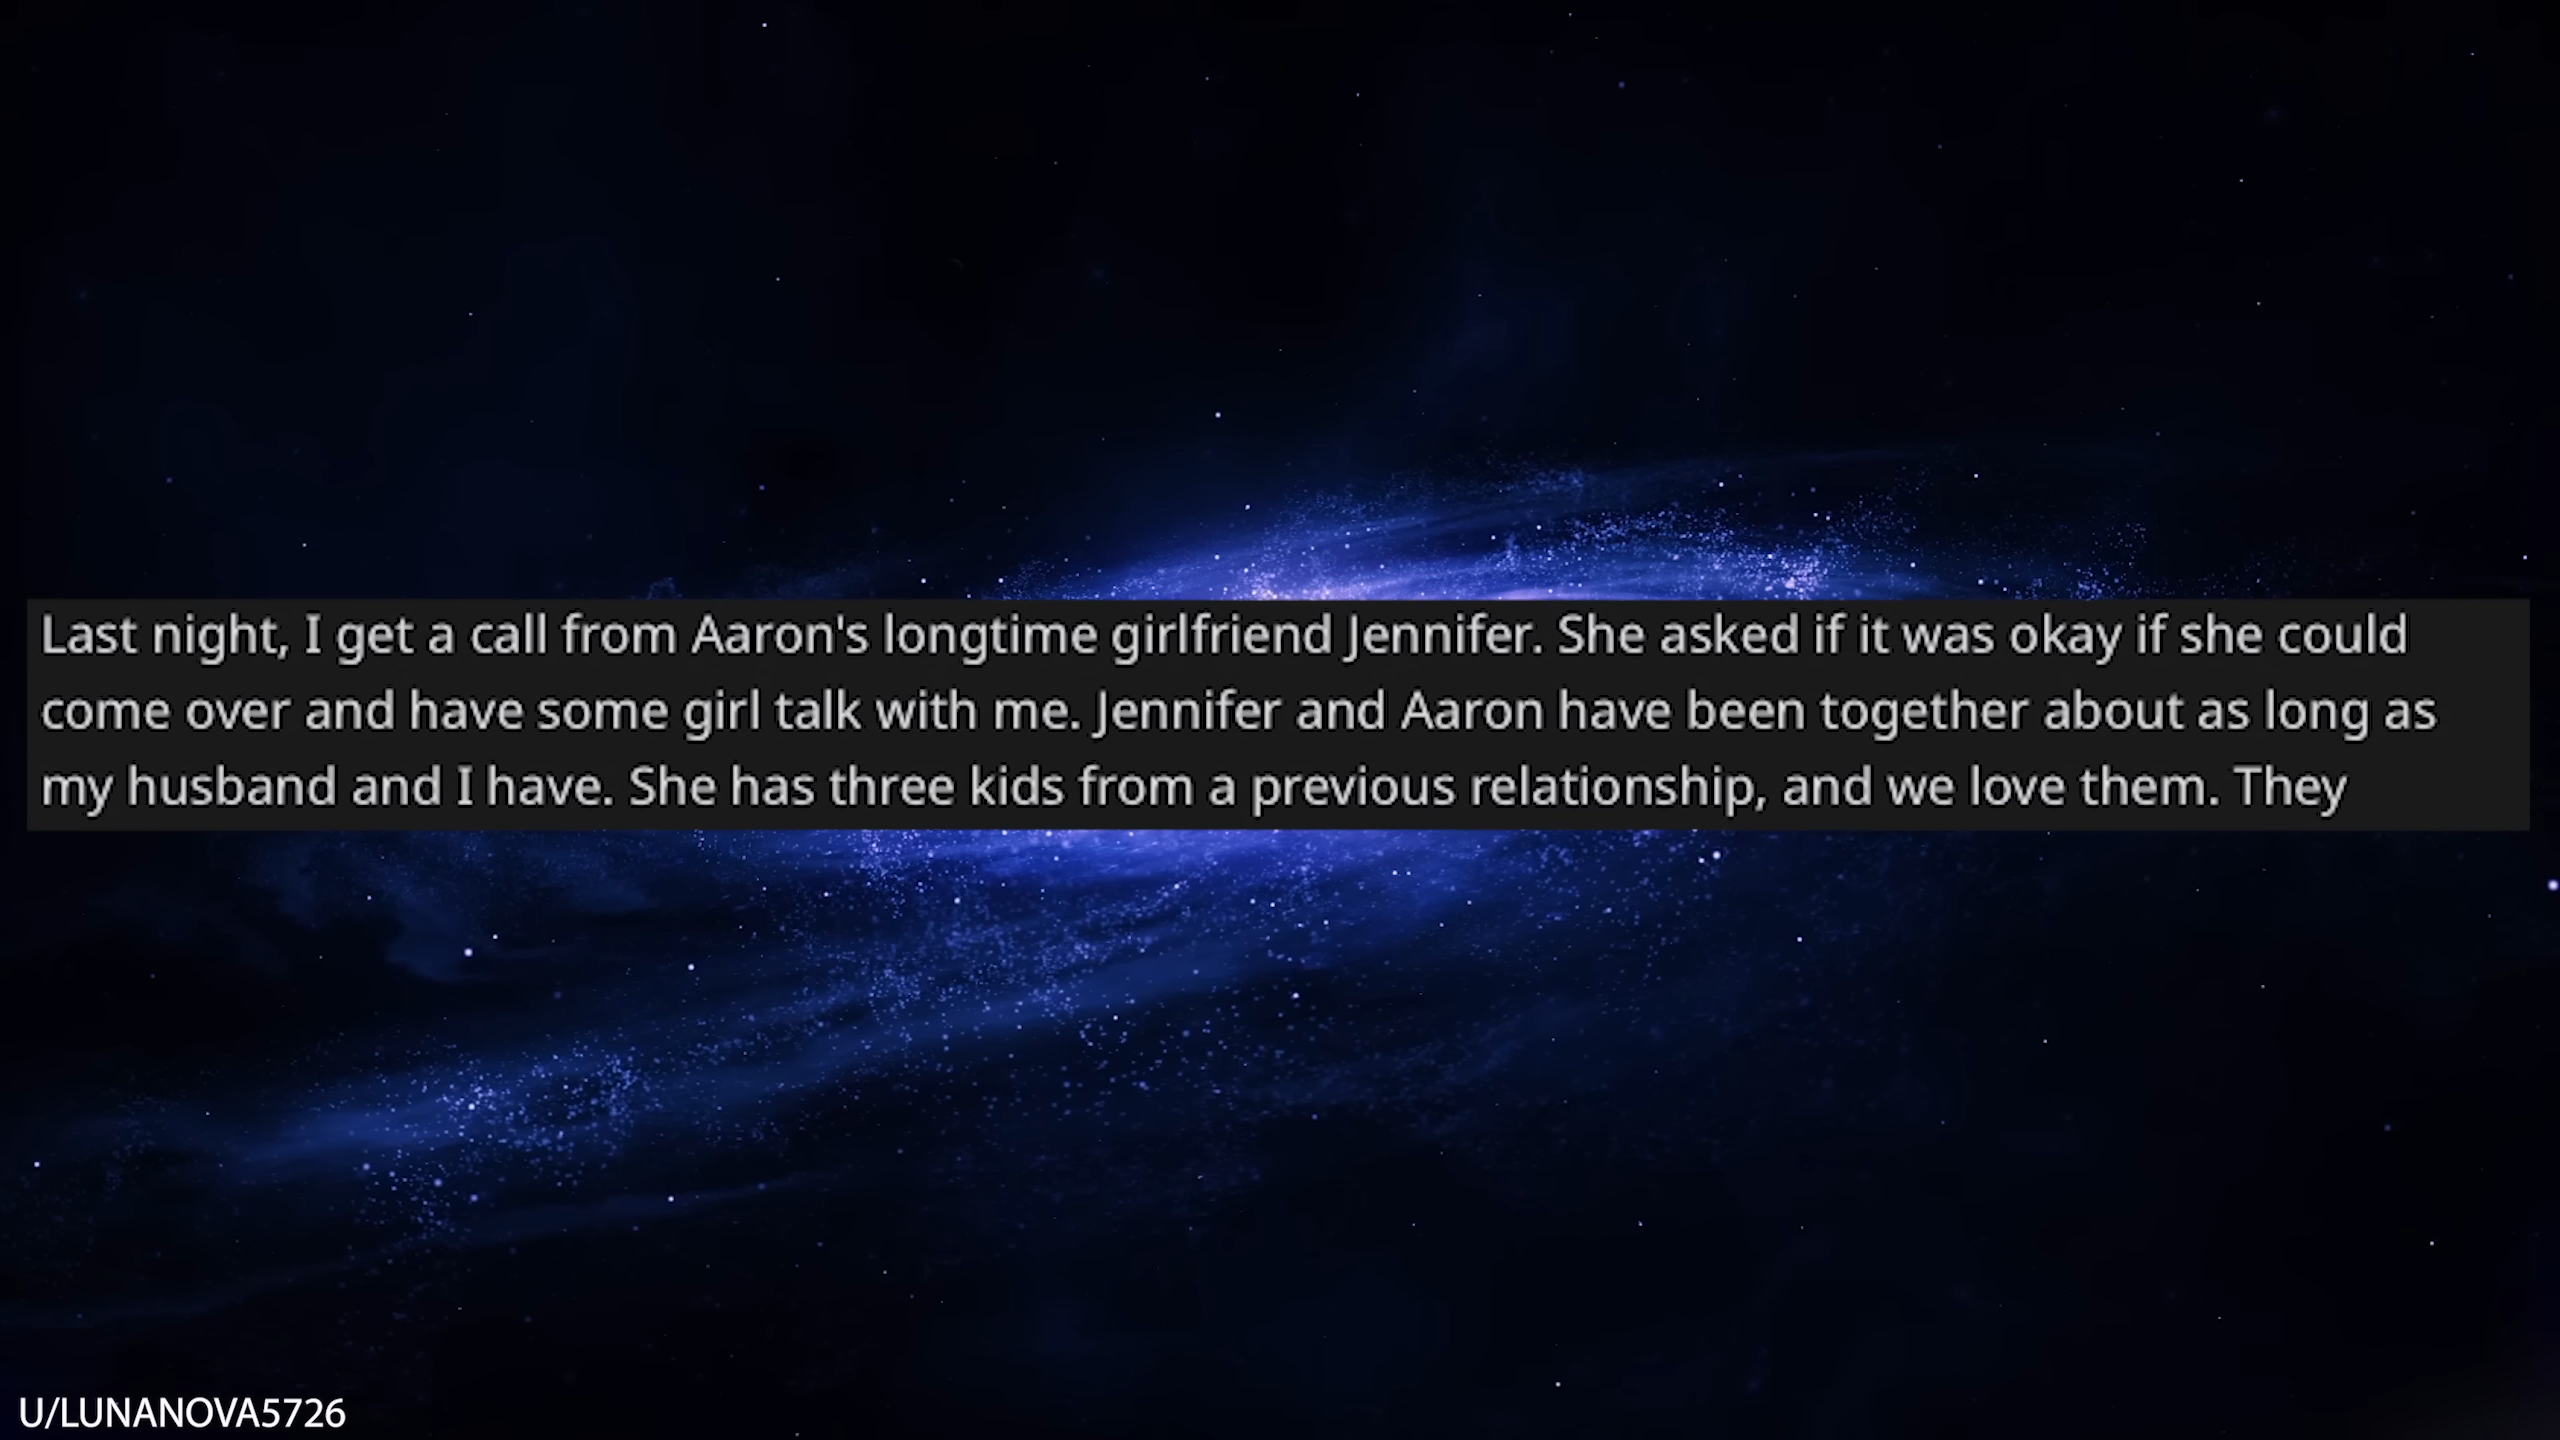 Last night, I get a call from Aaron's longtime girlfriend Jennifer. She asked if it was okay if she could
come over and have some girl talk with me. Jennifer and Aaron have been together about as long as
my husband and I have. She has three kids from a previous relationship, and we love them. They
U/LUNANOVA5726